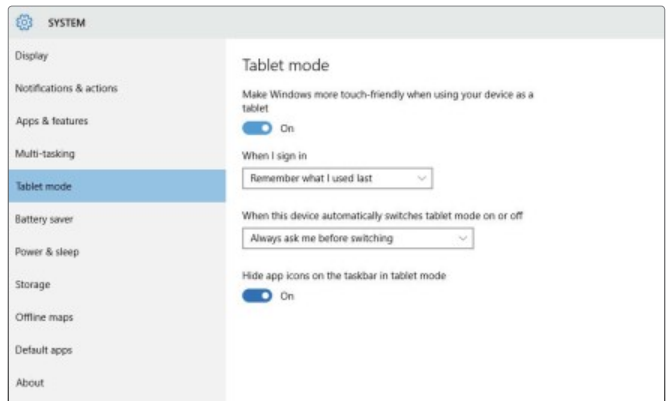 SYSTEM
Display
Notifications & actions
Apps & features
Multi-tasking
Tablet mode
Battery saver
Power & sleep
Storage
Offline maps
Default apps
About
Tablet mode
Make Windows more touch-friendly when using your device as a
tablet
On
When I sign in
Remember what I used last
When this device automatically switches tablet mode on or off
Always ask me before switching
Hide app icons on the taskbar in tablet mode
On